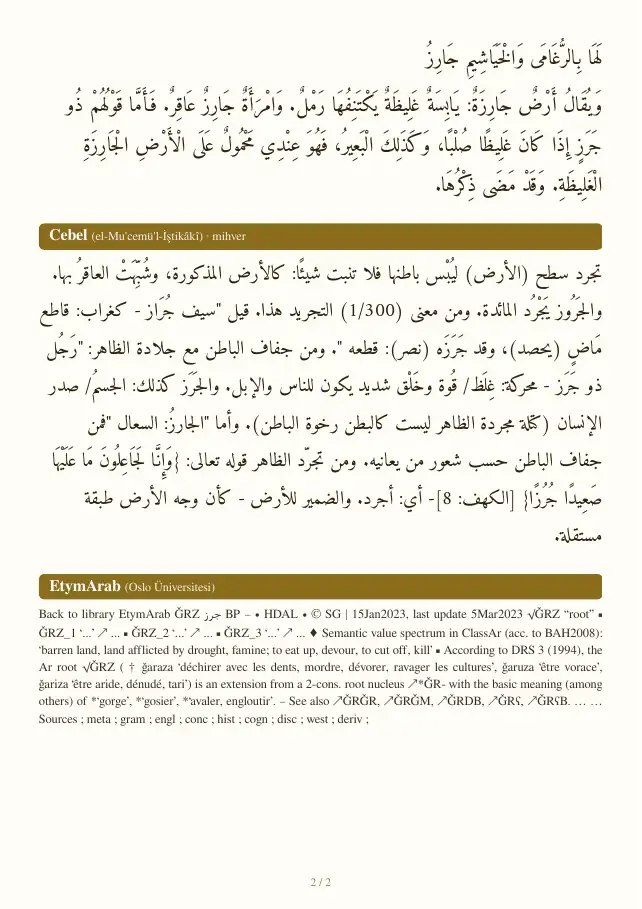 لَهَا بِالرُّغَامَى وَالْخَيَاشِيمِ جَارِزُ
وَيُقَالُ أَرْضٌ جَارِزَةٌ: يَابِسَةٌ غَلِيظَةٌ يَكْتَنِفُهَا رَمْلٌ. وَامْرَأَةٌ جَارِزٌ عَاقِرٌ. فَأَمَّا قَوْلُهُمْ ذُو
جَرَزٍ إِذَا كَانَ غَلِيظًا صُلْبًا، وَكَذَلِكَ الْبَعِيرُ، فَهُوَ عِنْدِي مَحْمُولٌ عَلَى الْأَرْضِ الْجَارِزَةِ
الْغَلِيظَةِ. وَقَدْ مَضَى ذِكْرُهَا.
Cebel (el-Mu'cemü'l-İştikâkî) · mihver
تجرد سطح (الأرض) ليُبْس باطنها فلا تنبت شيئًا: كالأرض المذكورة، وشُبِّهَتْ العاقرُ بها.
والجَرُوز يَجْرُد المائدة. ومن معنى (1/300) التجريد هذا. قيل "سيف جُرَاز - كغراب: قاطع
مَاضٍ (يحصد)، وقد جَرَزَه (نصر): قطعه ". ومن جفاف الباطن مع جلادة الظاهر: "رَجُل
ذو جَرَز - محركة: غِلَظ/ قُوة وخَلْق شديد يكون للناس والإبل. والجَرَز كذلك: الجسمُ/ صدر
الإنسان (كتلة مجردة الظاهر ليست كالبطن رخوة الباطن). وأما "الجارزُ: السعال "فمن
جفاف الباطن حسب شعور من يعانيه. ومن تجرّد الظاهر قوله تعالى: {وَإِنَّا لَجَاعِلُونَ مَا عَلَيْهَا
صَعِيدًا جُرُزًا} [الكهف: 8]- أي: أجرد. والضمير للأرض - كأن وجه الأرض طبقة
مستقلة.
EtymArab (Oslo Üniversitesi)
Back to library EtymArab ǦRZ جرز BP – • HDAL • © SG | 15Jan2023, last update 5Mar2023 √ǦRZ “root” ▪
ǦRZ_1 ‘...’ ↗ ... ▪ ǦRZ_2 ‘...’ ↗ ... ▪ ǦRZ_3 ‘...’ ↗ ... ♦ Semantic value spectrum in ClassAr (acc. to BAH2008):
‘barren land, land afflicted by drought, famine; to eat up, devour, to cut off, kill’ ▪ According to DRS 3 (1994), the
Ar root √ǦRZ ( † ǧaraza ‘déchirer avec les dents, mordre, dévorer, ravager les cultures’, ǧaruza ‘être vorace’,
ǧariza ‘être aride, dénudé, tari’) is an extension from a 2-cons. root nucleus ↗*ǦR- with the basic meaning (among
others) of *‘gorge’, *‘gosier’, *‘avaler, engloutir’. – See also ↗ǦRǦR, ↗ǦRǦM, ↗ǦRDB, ↗ǦRʕ, ↗ǦRʕB. … …
Sources ; meta ; gram ; engl ; conc ; hist ; cogn ; disc ; west ; deriv ;
2 / 2